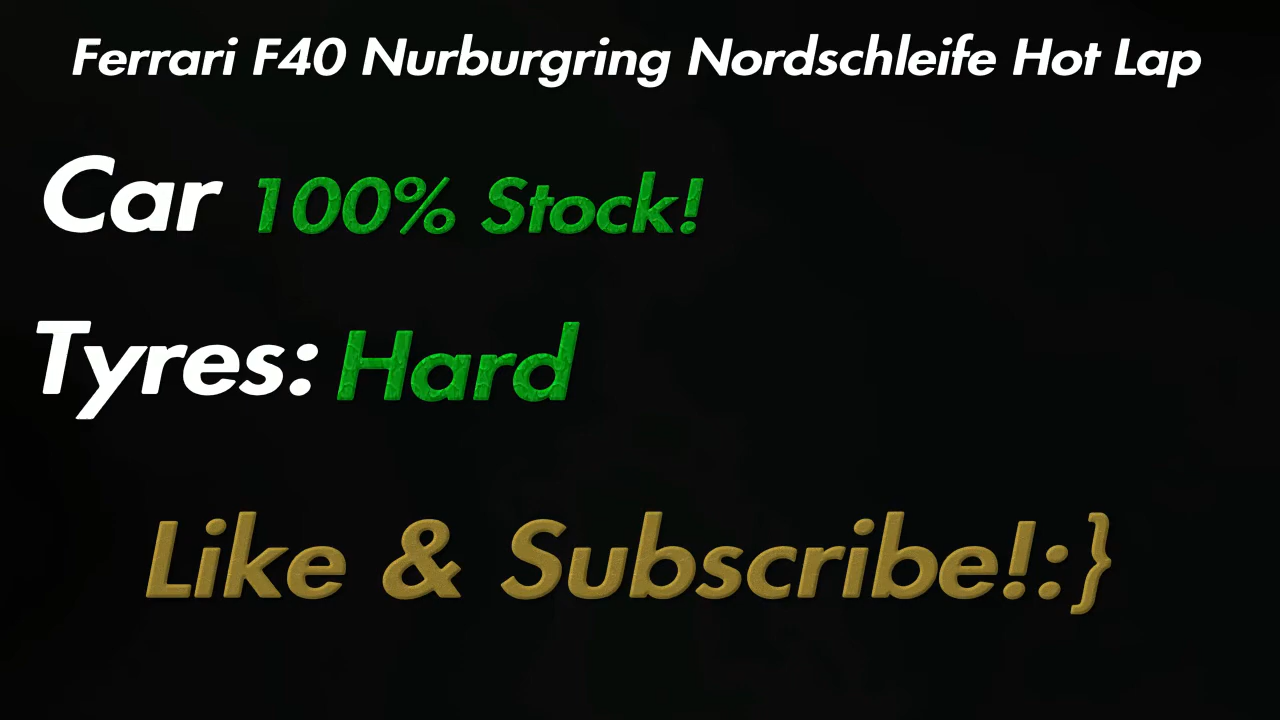 Ferrari F40 Nurburgring Nordschleife Hot Lap
Car 100% Stock!
Tyres: Hard
Like & Subscribe!:}